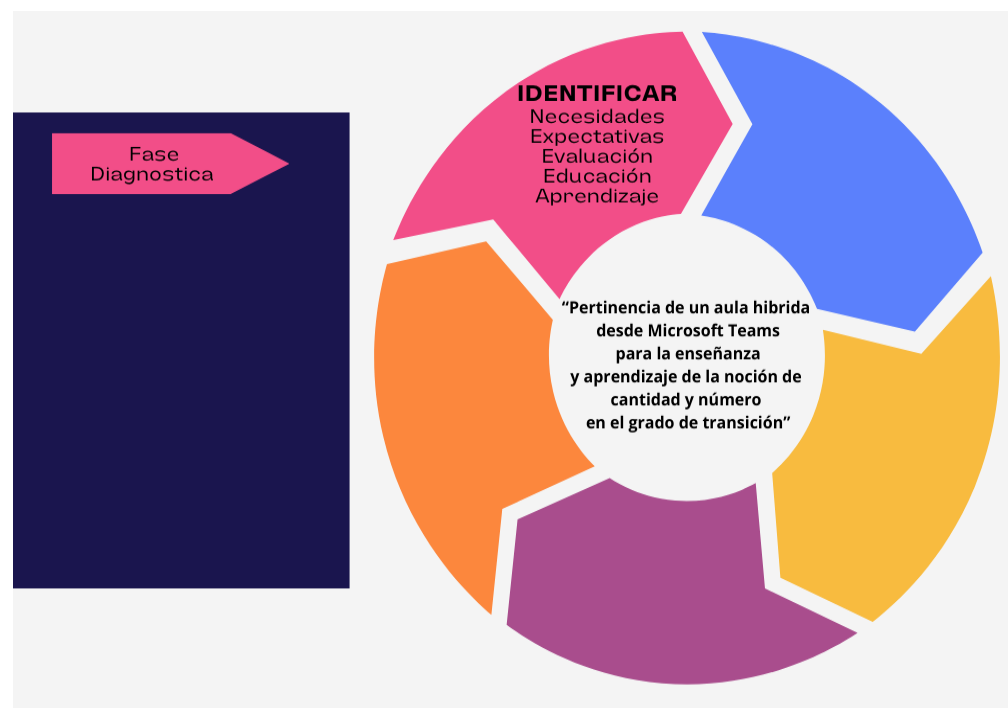 Fase
Diagnostica
IDENTIFICAR
Necesidades
Expectativas
Evaluación
Educación
Aprendizaje
“Pertinencia de un aula hibrida
desde Microsoft Teams
para la enseñanza
y aprendizaje de la noción de
cantidad y número
en el grado de transición”